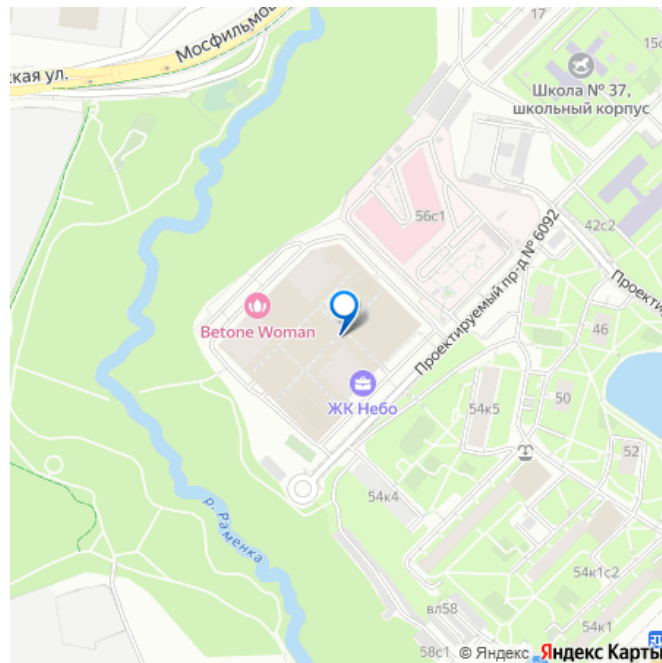 Мосфильмов
ская ул.
17
15с
Школа № 37,
школьный корпус
56с1
42с2
Проектируемый пр-д № 6092
Проекти
Betone Woman
46
ЖК Небо
50
54к5
52
54к4
р. Раменка
54к1с2
вл58
54к1
58с1
© Яндекс Яндекс Карты